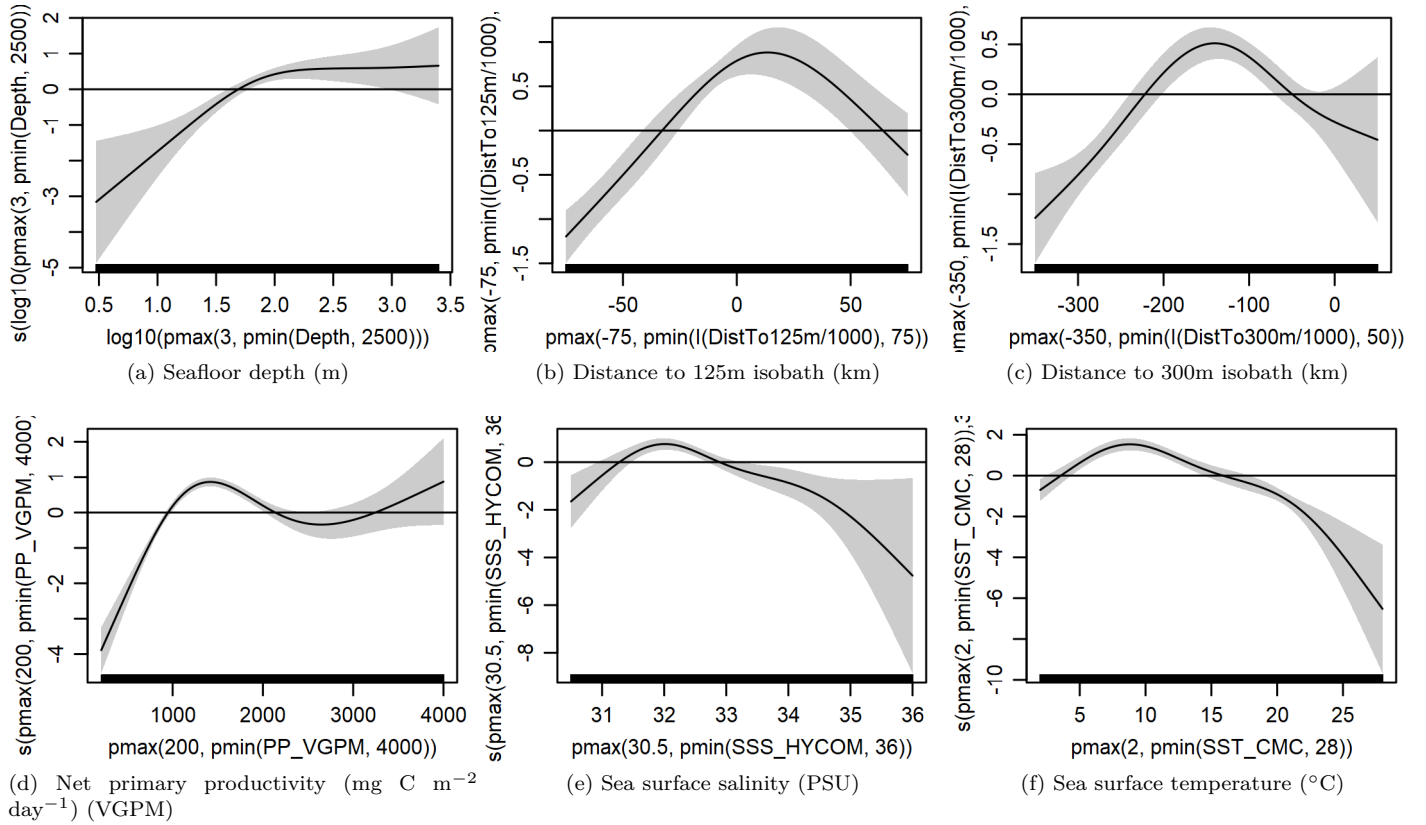 s(log10(pmax(3, pmin(Depth, 2500))
2
1
0
-1
-3
-5
0.5 1.0 1.5 2.0 2.5 3.0 3.5
log10(pmax(3, pmin(Depth, 2500)))
(a) Seafloor depth (m)
pmax(-75, pmin(I(DistTo125m/1000),
0.5
-0.5
-1.5
-50 0 50
pmax(-75, pmin(I(DistTo125m/1000), 75))
(b) Distance to 125m isobath (km)
pmax(-350, pmin(I(DistTo300m/1000),
0.5
0.0
-0.5
-1.5
-300 -200 -100 0
pmax(-350, pmin(I(DistTo300m/1000), 50))
(c) Distance to 300m isobath (km)
s(pmax(200, pmin(PP_VGPM, 4000)
2
1
0
-2
-4
1000 2000 3000 4000
pmax(200, pmin(PP_VGPM, 4000))
(d) Net primary productivity (mg C m−2
day−1) (VGPM)
s(pmax(30.5, pmin(SSS_HYCOM, 36
0
-2
-4
-6
-8
31 32 33 34 35 36
pmax(30.5, pmin(SSS_HYCOM, 36))
(e) Sea surface salinity (PSU)
s(pmax(2, pmin(SST_CMC, 28)),
2
0
-2
-4
-6
-10
5 10 15 20 25
pmax(2, pmin(SST_CMC, 28))
(f) Sea surface temperature (°C)